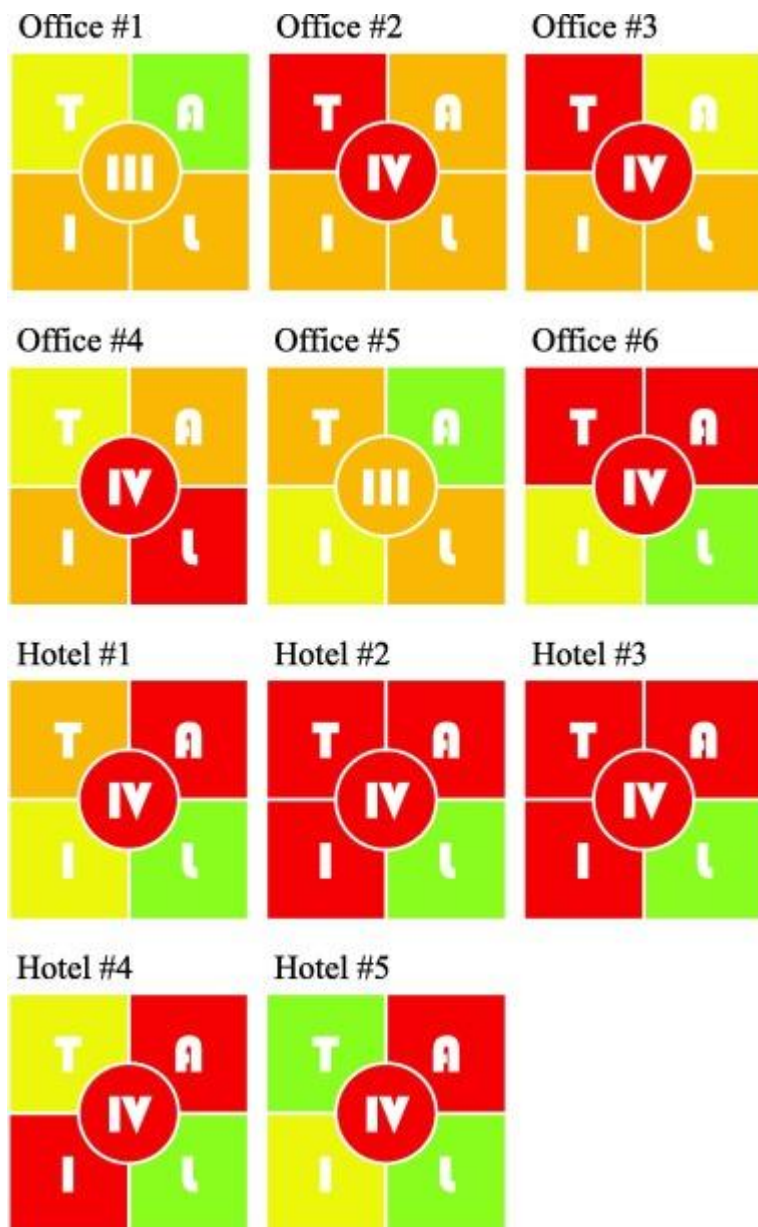 Office #1 Office #2 Office #3
T A T A T A
III IV IV
I L I L I L
Office #4 Office #5 Office #6
T A T A T A
IV III IV
I L I L I L
Hotel #1 Hotel #2 Hotel #3
T A T A T A
IV IV IV
I L I L I L
Hotel #4 Hotel #5
T A T A
IV IV
I L I L